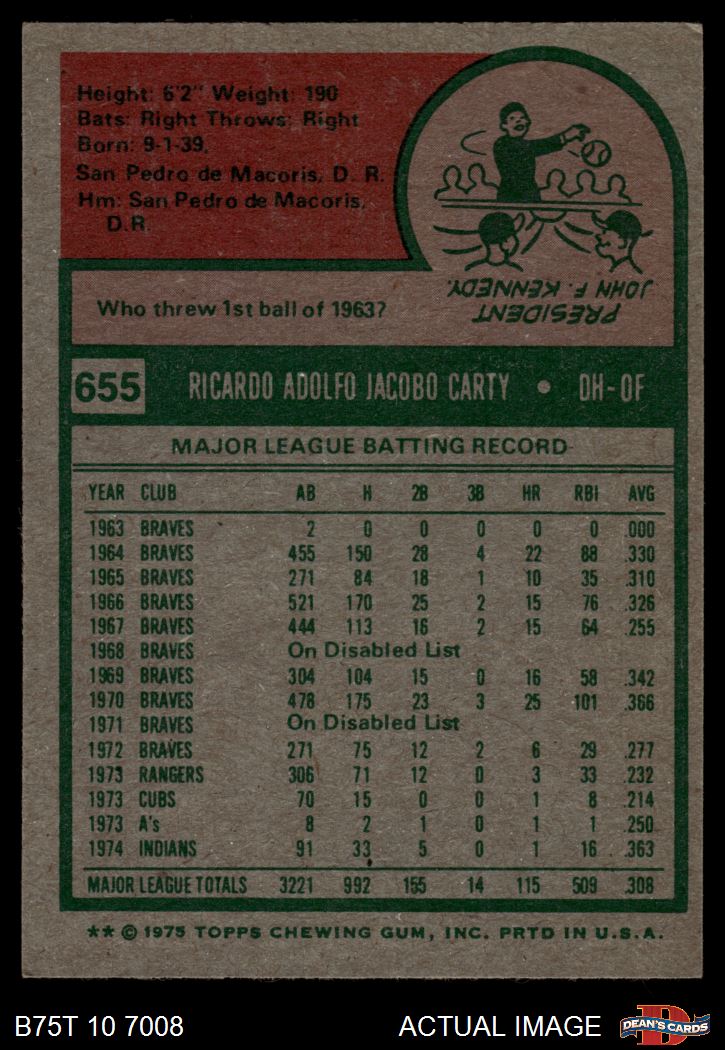 Height: 6'2" Weight: 190
Bats: Right Throws: Right
Born: 9-1-39,
San Pedro de Macoris, D. R.
Hm: San Pedro de Macoris,
D.R.
Who threw 1st ball of 1963?
PRESIDENT
JOHN F. KENNEDY.
655 RICARDO ADOLFO JACOBO CARTY • DH-OF
MAJOR LEAGUE BATTING RECORD
YEAR CLUB AB H 2B 3B HR RBI AVG
1963 BRAVES 2 0 0 0 0 0 .000
1964 BRAVES 455 150 28 4 22 88 .330
1965 BRAVES 271 84 18 1 10 35 .310
1966 BRAVES 521 170 25 2 15 76 .326
1967 BRAVES 444 113 16 2 15 64 .255
1968 BRAVES On Disabled List
1969 BRAVES 304 104 15 0 16 58 .342
1970 BRAVES 478 175 23 3 25 101 .366
1971 BRAVES On Disabled List
1972 BRAVES 271 75 12 2 6 29 .277
1973 RANGERS 306 71 12 0 3 33 .232
1973 CUBS 70 15 0 0 1 8 .214
1973 A's 8 2 1 0 1 1 .250
1974 INDIANS 91 33 5 0 1 16 .363
MAJOR LEAGUE TOTALS 3221 992 155 14 115 509 .308
** © 1975 TOPPS CHEWING GUM, INC. PRTD IN U.S.A.
B75T 10 7008 ACTUAL IMAGE D DEAN'S CARDS